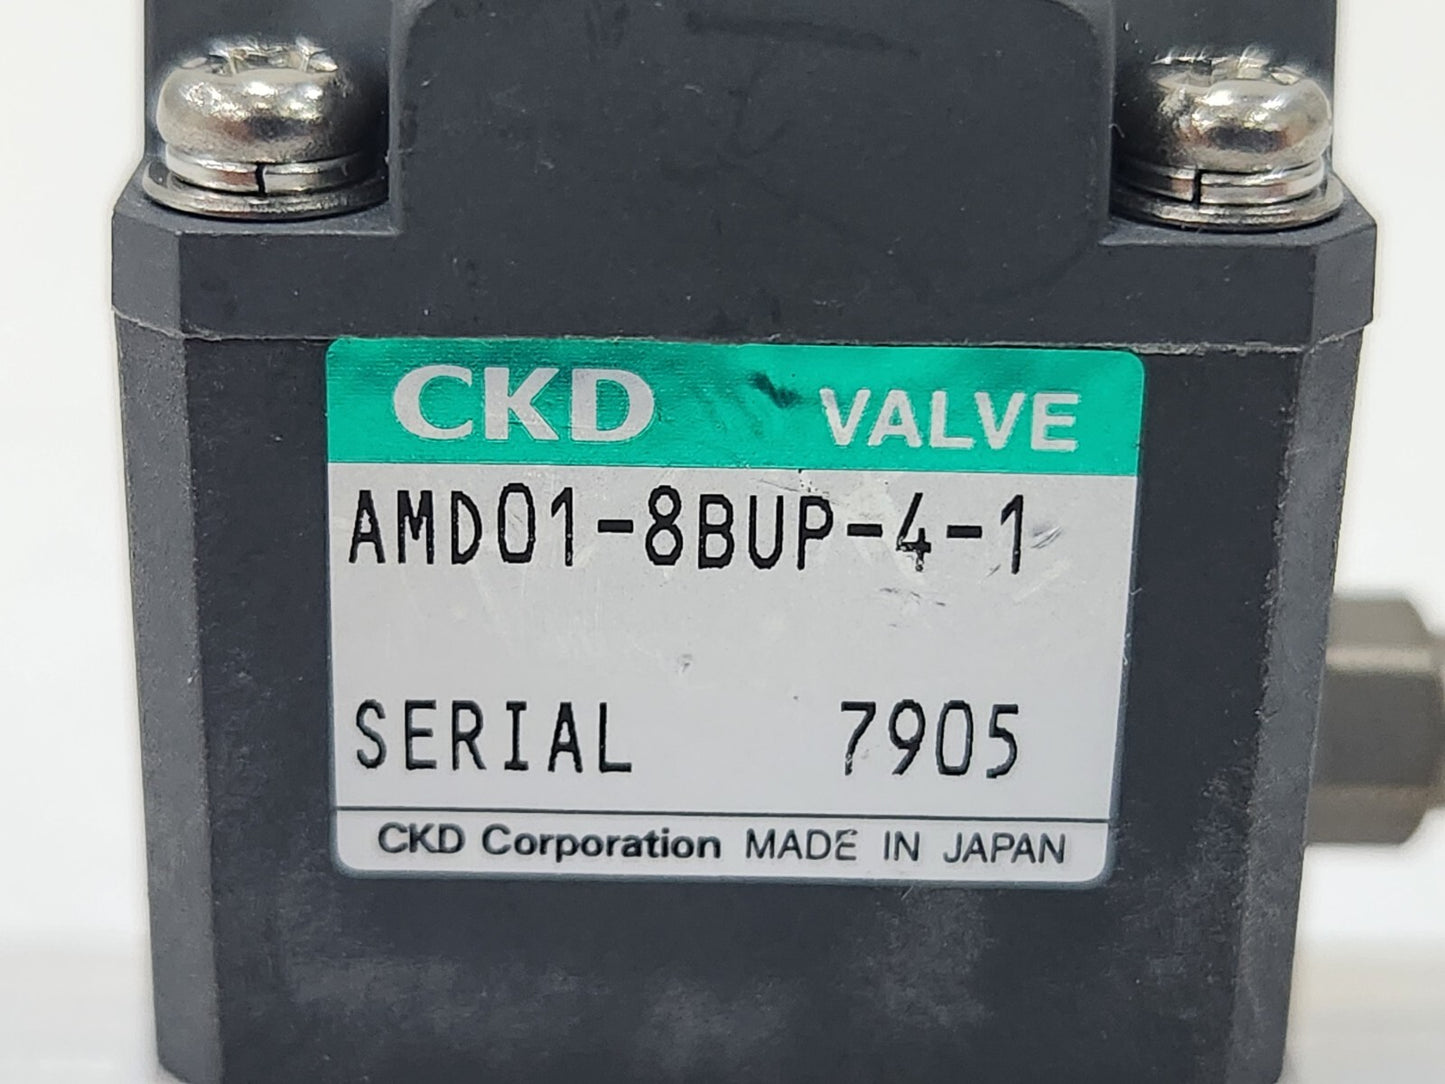 CKD VALVE
AMD01-8BUP-4-1
SERIAL 7905
CKD Corporation MADE IN JAPAN